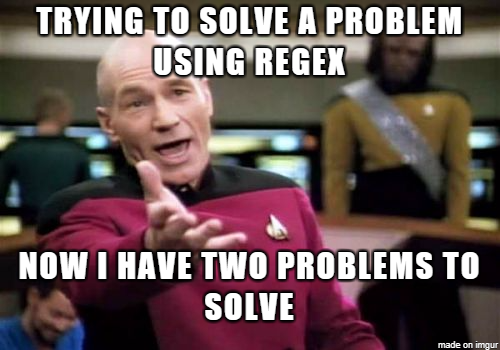 TRYING TO SOLVE A PROBLEM
USING REGEX
NOW I HAVE TWO PROBLEMS TO
SOLVE
made on imgur